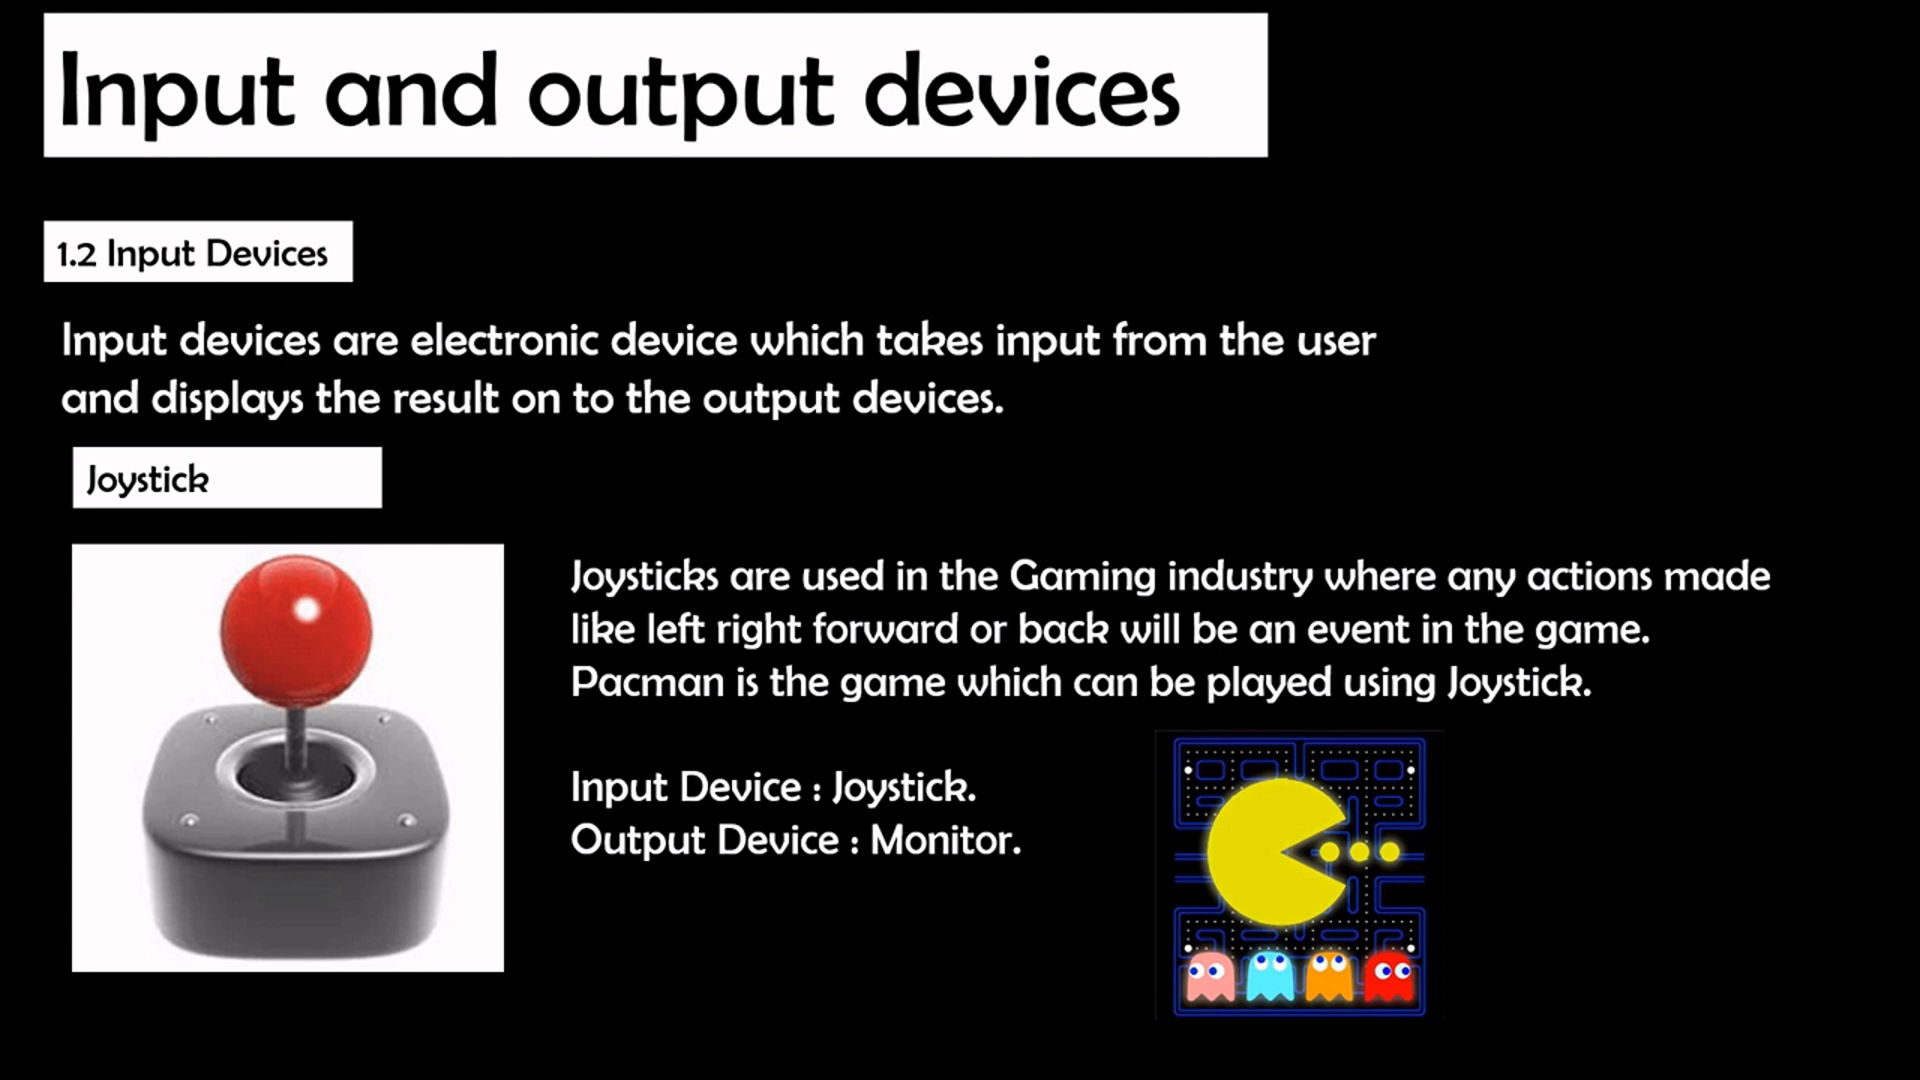 Input and output devices
1.2 Input Devices
Input devices are electronic device which takes input from the user
and displays the result on to the output devices.
Joystick
Joysticks are used in the Gaming industry where any actions made
like left right forward or back will be an event in the game.
Pacman is the game which can be played using Joystick.
Input Device : Joystick.
Output Device : Monitor.